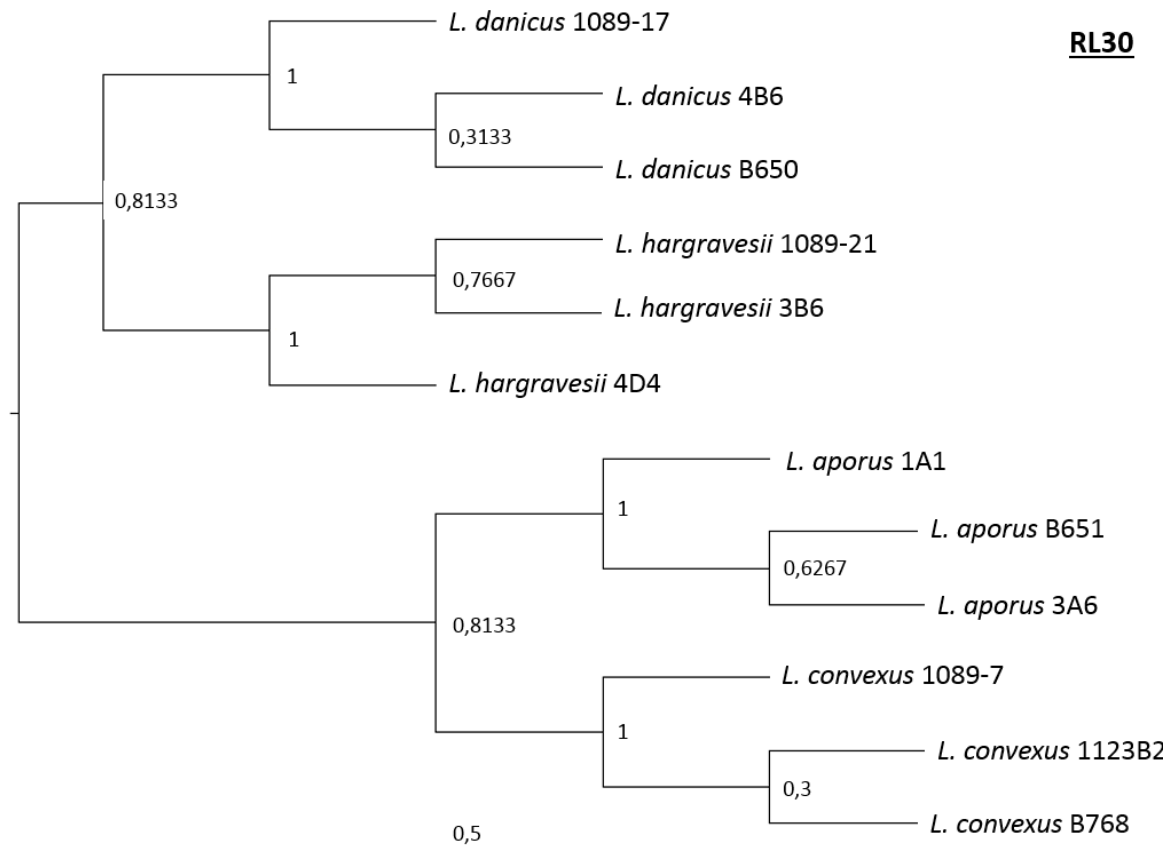 L. danicus 1089-17
RL30
1
L. danicus 4B6
0,3133
L. danicus B650
0,8133
L. hargravesii 1089-21
0,7667
L. hargravesii 3B6
1
L. hargravesii 4D4
L. aporus 1A1
1
L. aporus B651
0,6267
L. aporus 3A6
0,8133
L. convexus 1089-7
1
L. convexus 1123B2
0,3
L. convexus B768
0,5